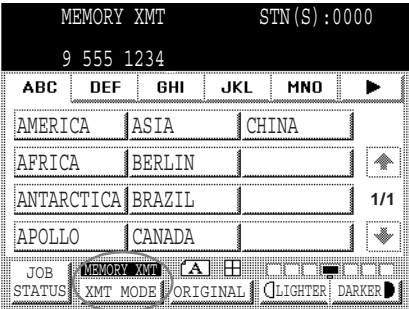 MEMORY XMT STN(S):0000
9 555 1234
ABC DEF GHI JKL MNO
AMERICA ASIA CHINA
AFRICA BERLIN
ANTARCTICA BRAZIL 1/1
APOLLO CANADA
JOB STATUS MEMORY XMT A
XMT MODE ORIGINAL LIGHTER DARKER